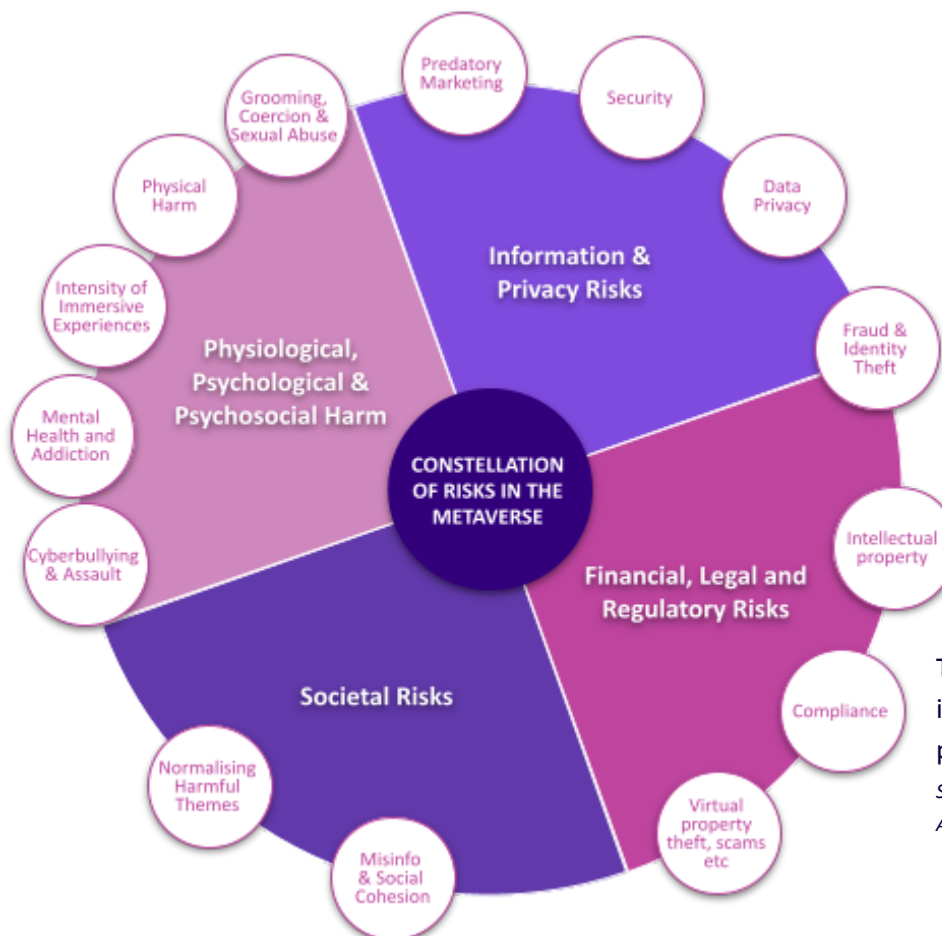 Predatory
Marketing
Security
Grooming,
Coercion &
Sexual Abuse
Physical
Harm
Data
Privacy
Information &
Privacy Risks
Intensity of
Immersive
Experiences
Fraud &
Identity
Theft
Physiological,
Psychological &
Psychosocial Harm
Mental
Health and
Addiction
CONSTELLATION
OF RISKS IN THE
METAVERSE
Cyberbullying
& Assault
Intellectual
property
Financial, Legal and
Regulatory Risks
Societal Risks
Compliance
Normalising
Harmful
Themes
Virtual
property
theft, scams
etc
Misinfo
& Social
Cohesion